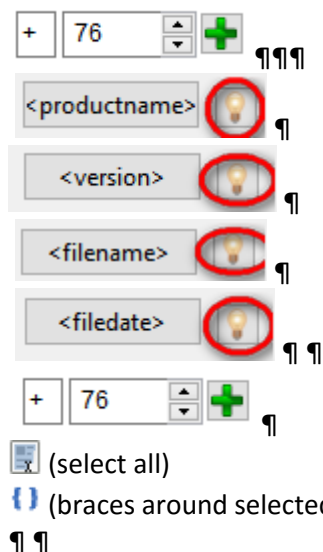 + 76 ¶¶¶
<productname> ¶
<version> ¶
<filename> ¶
<filedate> ¶ ¶
+ 76 ¶
(select all)
{} (braces around selected
¶ ¶